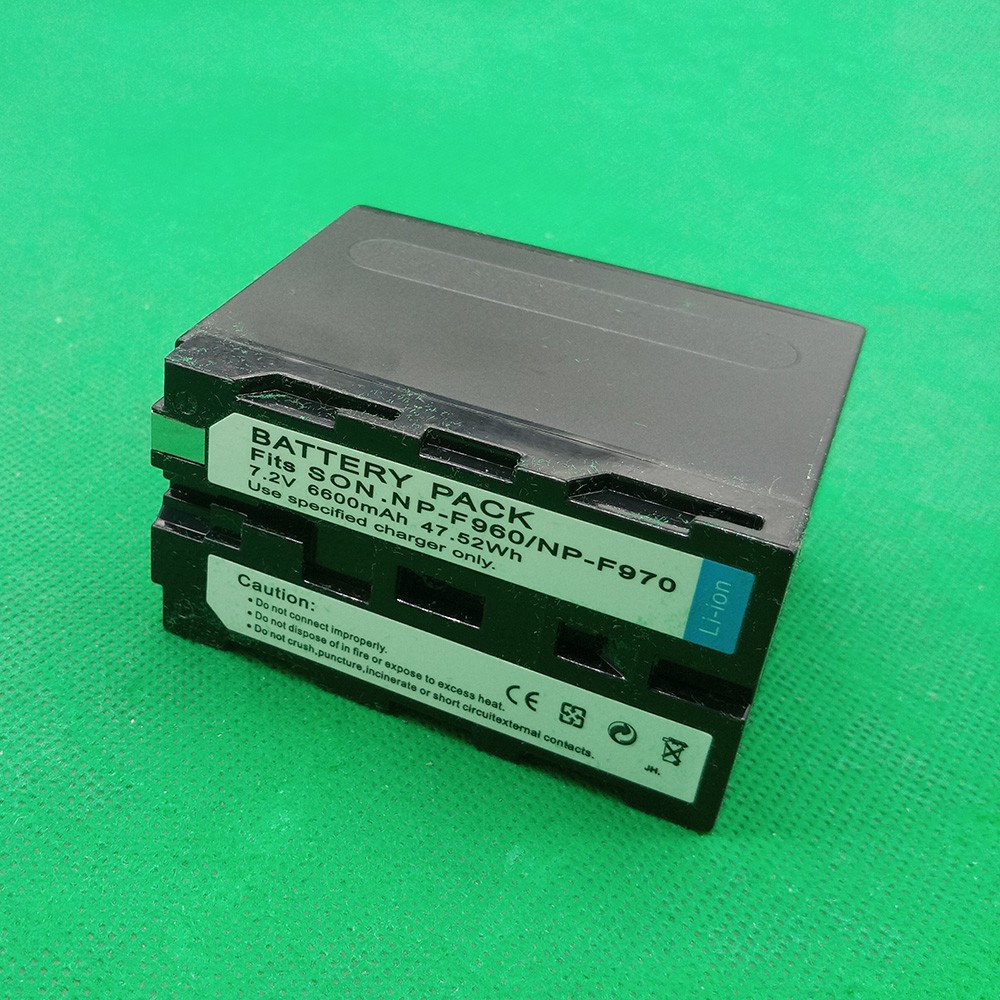 BATTERY PACK
Fits SON.NP-F960/NP-F970
7.2V 6600mAh 47.52Wh
Use specified charger only.
Li-ion
Caution:
• Do not connect improperly.
• Do not dispose of in fire or expose to excess heat.
• Do not crush,puncture,incinerate or short circuitexternal contacts.
CE
JH.